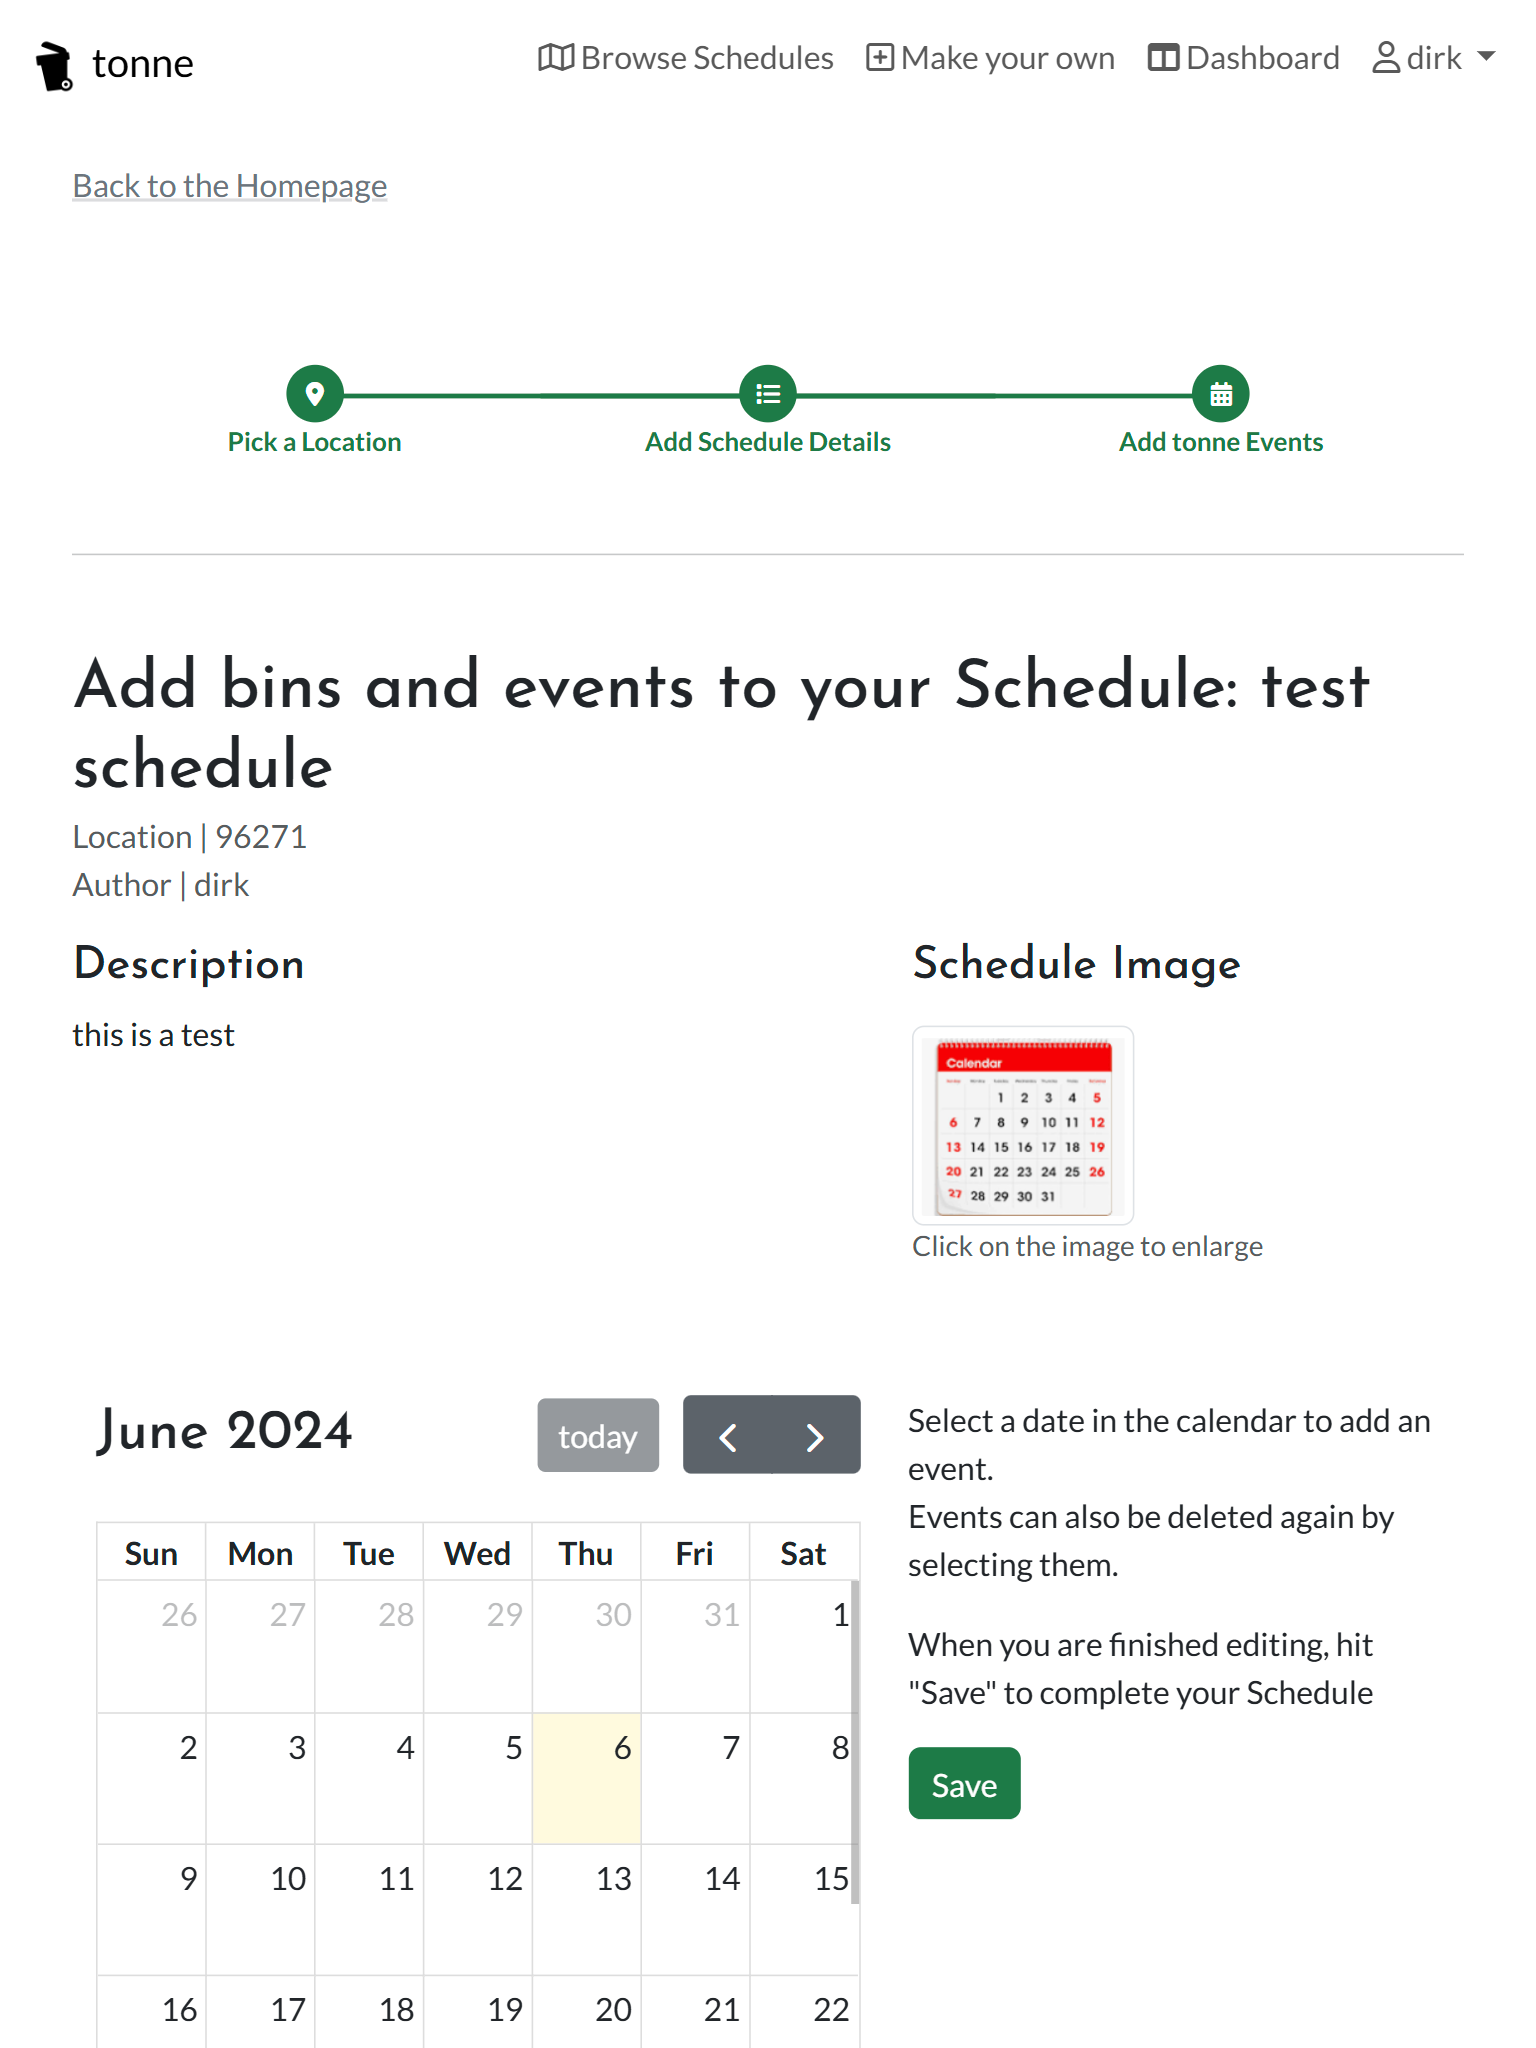 tonne
Browse Schedules
Make your own
Dashboard
dirk
Back to the Homepage
Pick a Location
Add Schedule Details
Add tonne Events
Add bins and events to your Schedule: test
schedule
Location | 96271
Author | dirk
Description
this is a test
Schedule Image
Calendar
1 2 3 4 5
6 7 8 9 10 11 12
13 14 15 16 17 18 19
20 21 22 23 24 25 26
27 28 29 30 31
Click on the image to enlarge
June 2024
today
Sun Mon Tue Wed Thu Fri Sat
26 27 28 29 30 31 1
2 3 4 5 6 7 8
9 10 11 12 13 14 15
16 17 18 19 20 21 22
Select a date in the calendar to add an
event.
Events can also be deleted again by
selecting them.
When you are finished editing, hit
"Save" to complete your Schedule
Save